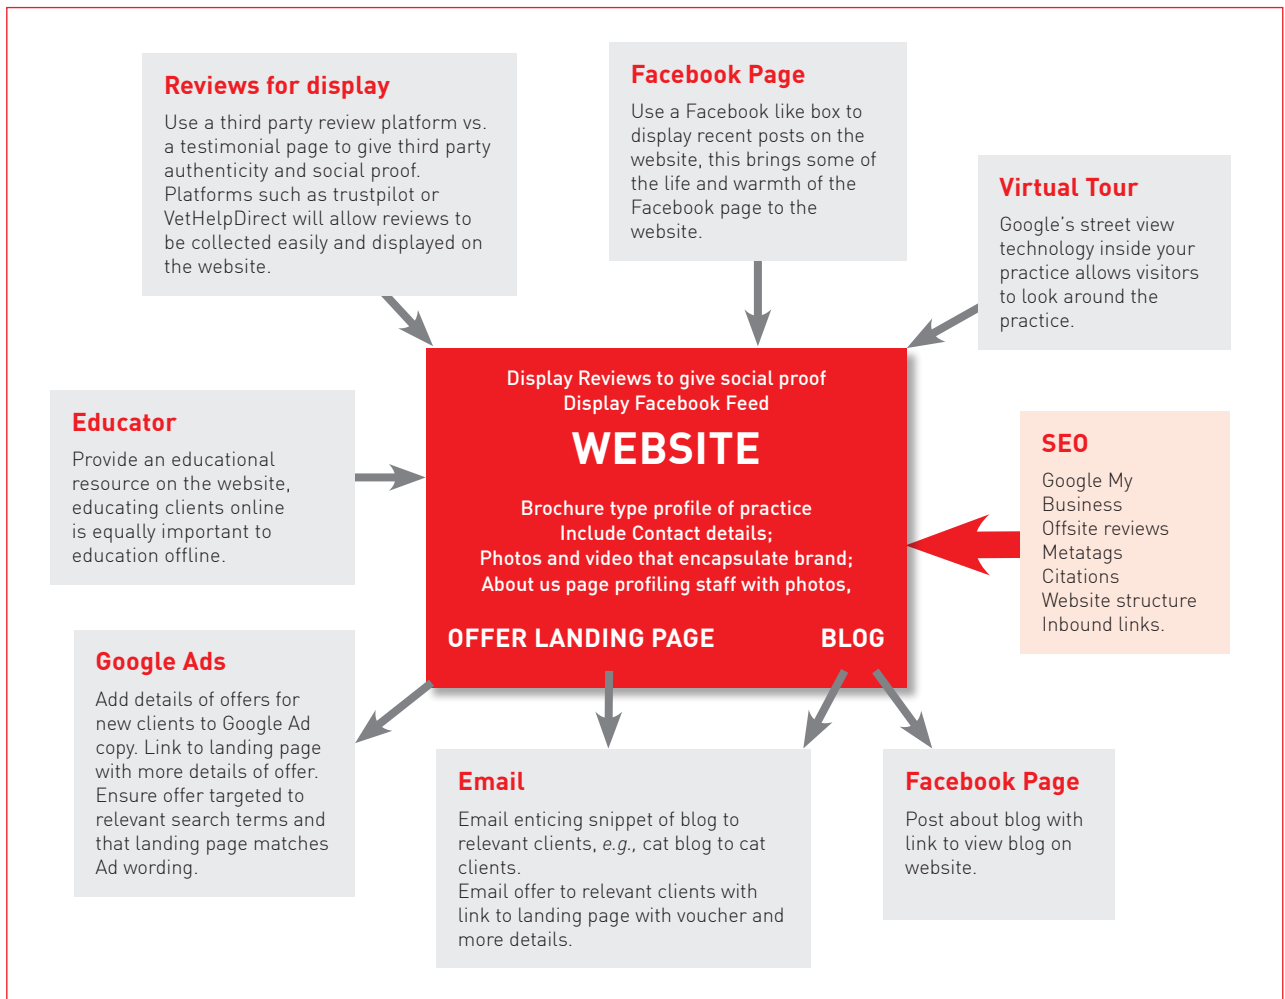 Reviews for display
Use a third party review platform vs.
a testimonial page to give third party
authenticity and social proof.
Platforms such as trustpilot or
VetHelpDirect will allow reviews to
be collected easily and displayed on
the website.
Facebook Page
Use a Facebook like box to
display recent posts on the
website, this brings some of
the life and warmth of the
Facebook page to the
website.
Virtual Tour
Google's street view
technology inside your
practice allows visitors
to look around the
practice.
Educator
Provide an educational
resource on the website,
educating clients online
is equally important to
education offline.
Display Reviews to give social proof
Display Facebook Feed
WEBSITE
Brochure type profile of practice
Include Contact details;
Photos and video that encapsulate brand;
About us page profiling staff with photos,
OFFER LANDING PAGE
BLOG
SEO
Google My
Business
Offsite reviews
Metatags
Citations
Website structure
Inbound links.
Google Ads
Add details of offers for
new clients to Google Ad
copy. Link to landing page
with more details of offer.
Ensure offer targeted to
relevant search terms and
that landing page matches
Ad wording.
Email
Email enticing snippet of blog to
relevant clients, e.g., cat blog to cat
clients.
Email offer to relevant clients with
link to landing page with voucher and
more details.
Facebook Page
Post about blog with
link to view blog on
website.